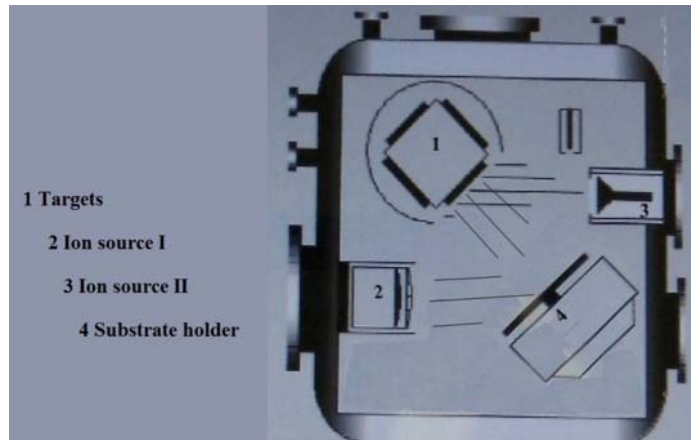 1 Targets
2 Ion source I
3 Ion source II
4 Substrate holder
1
3
2
4